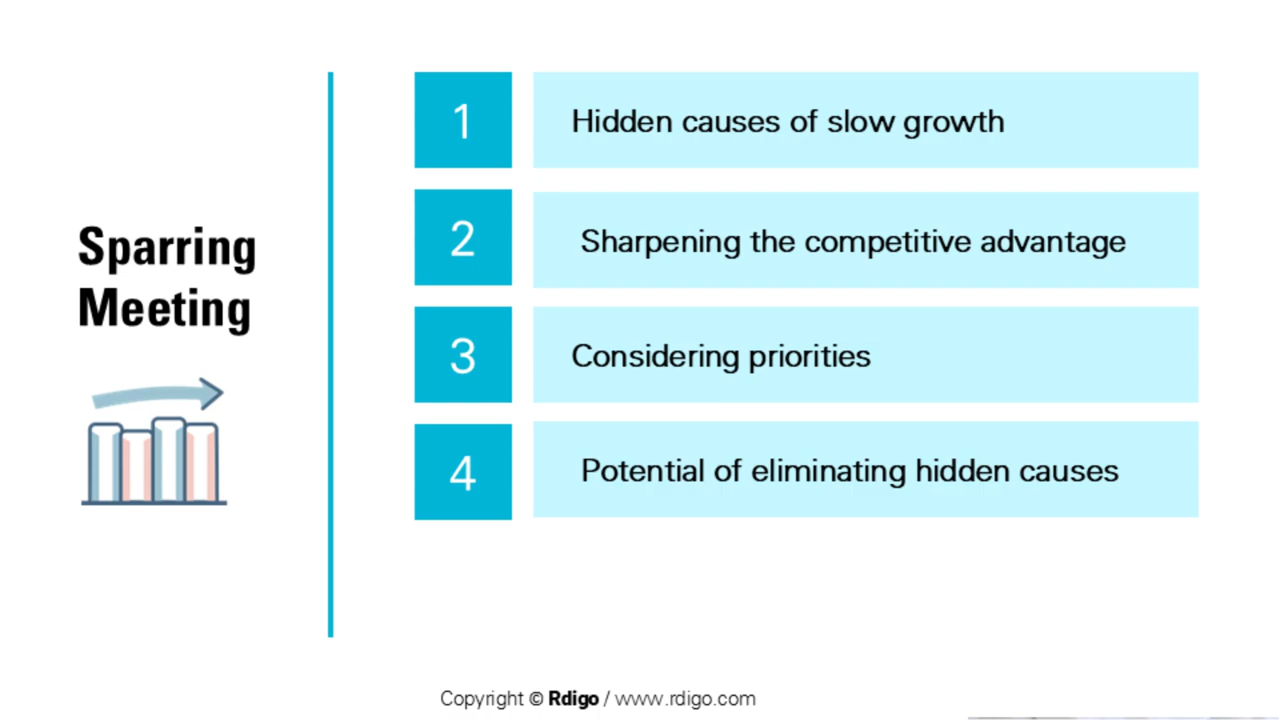 Sparring
Meeting
1
Hidden causes of slow growth
2
Sharpening the competitive advantage
3
Considering priorities
4
Potential of eliminating hidden causes
Copyright © Rdigo / www.rdigo.com